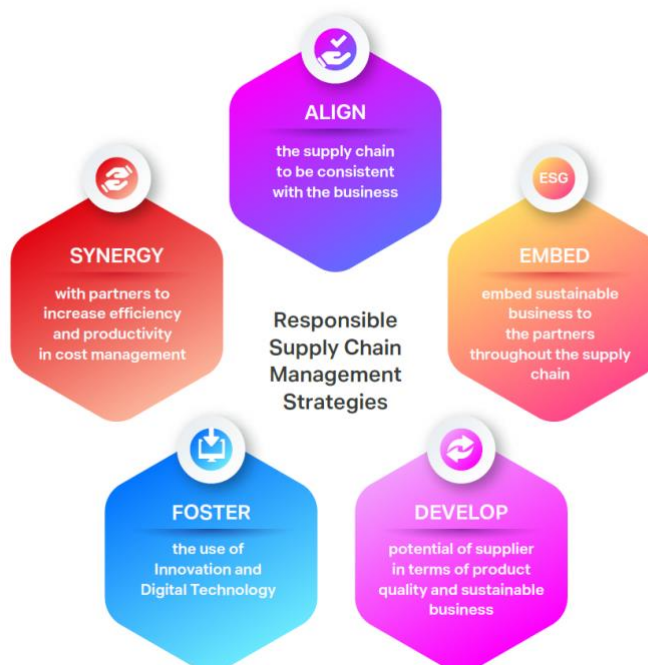 ALIGN
the supply chain
to be consistent
with the business
SYNERGY
with partners to
increase efficiency
and productivity
in cost management
ESG
EMBED
embed sustainable
business to
the partners
throughout the supply
chain
Responsible
Supply Chain
Management
Strategies
FOSTER
the use of
Innovation and
Digital Technology
DEVELOP
potential of supplier
in terms of product
quality and sustainable
business